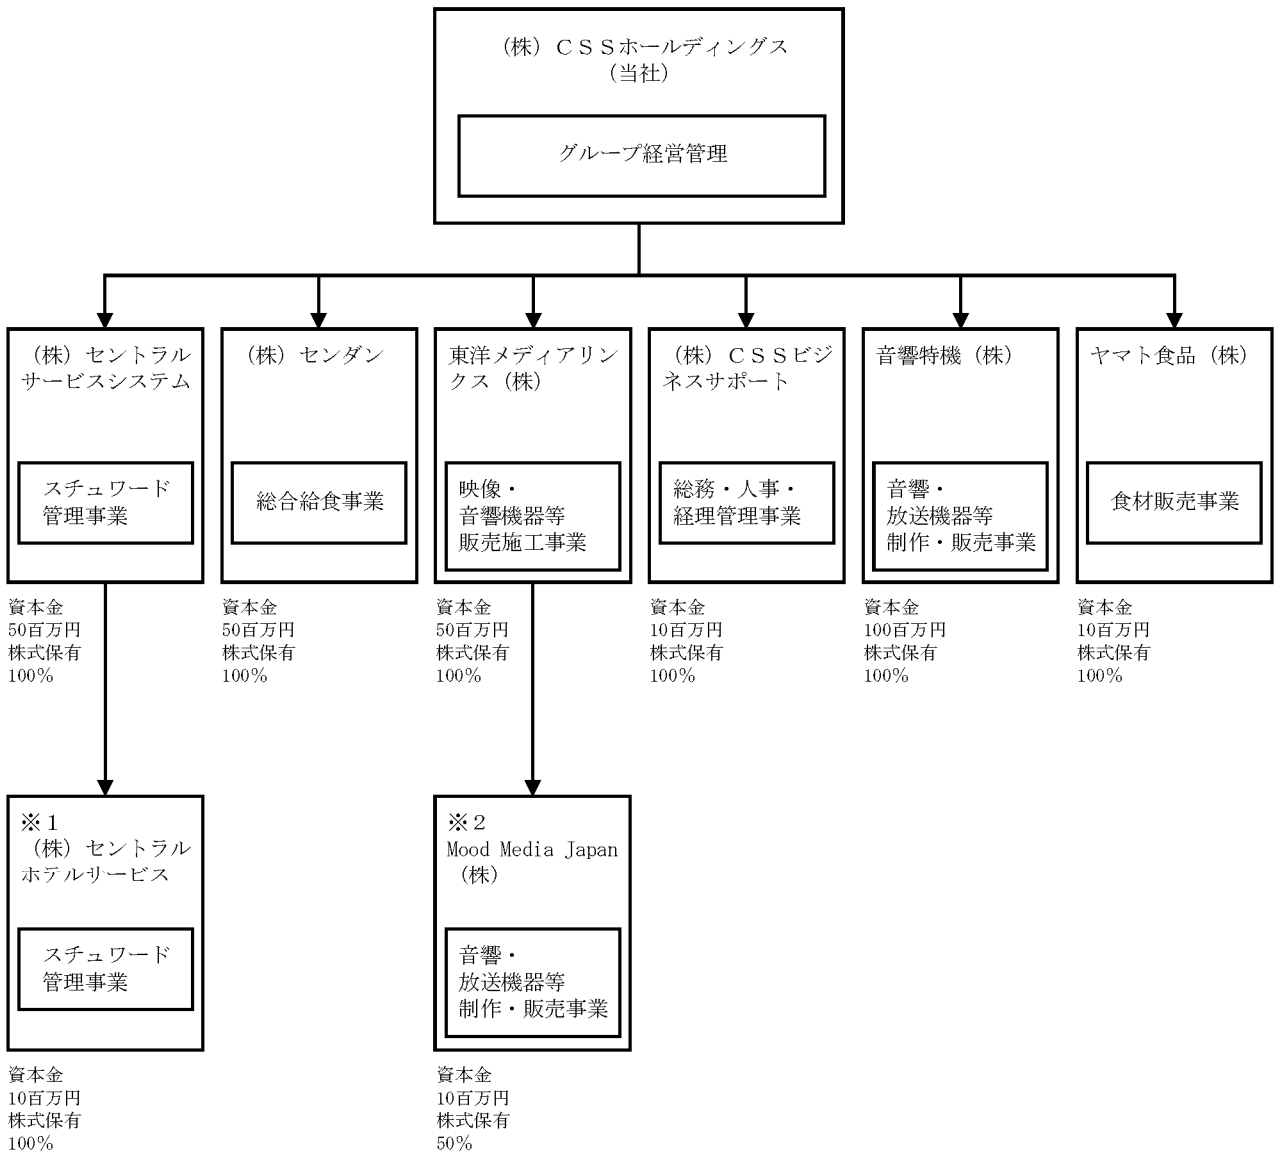 （株）ＣＳＳホールディングス
（当社）
グループ経営管理
（株）セントラル
サービスシステム
スチュワード
管理事業
資本金
50百万円
株式保有
100％
（株）センダン
総合給食事業
資本金
50百万円
株式保有
100％
東洋メディアリン
クス（株）
映像・
音響機器等
販売施工事業
資本金
50百万円
株式保有
100％
（株）ＣＳＳビジ
ネスサポート
総務・人事・
経理管理事業
資本金
10百万円
株式保有
100％
音響特機（株）
音響・
放送機器等
制作・販売事業
資本金
100百万円
株式保有
100％
ヤマト食品（株）
食材販売事業
資本金
10百万円
株式保有
100％
※１
（株）セントラル
ホテルサービス
スチュワード
管理事業
資本金
10百万円
株式保有
100％
※２
Mood Media Japan
（株）
音響・
放送機器等
制作・販売事業
資本金
10百万円
株式保有
50％